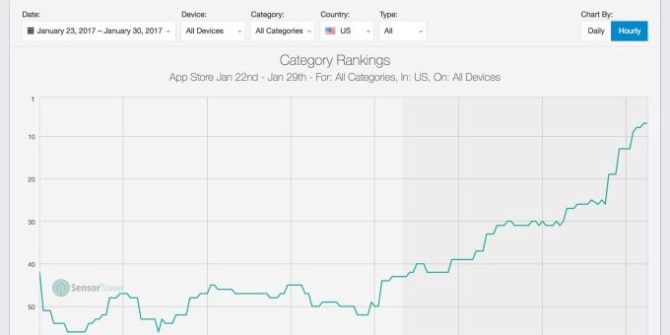 Date: Device: Category: Country: Type: Chart By:
January 23, 2017 – January 30, 2017 All Devices All Categories US All Daily Hourly
Category Rankings
App Store Jan 22nd - Jan 29th - For: All Categories, In: US, On: All Devices
1
10
20
30
40
SensorTower
50